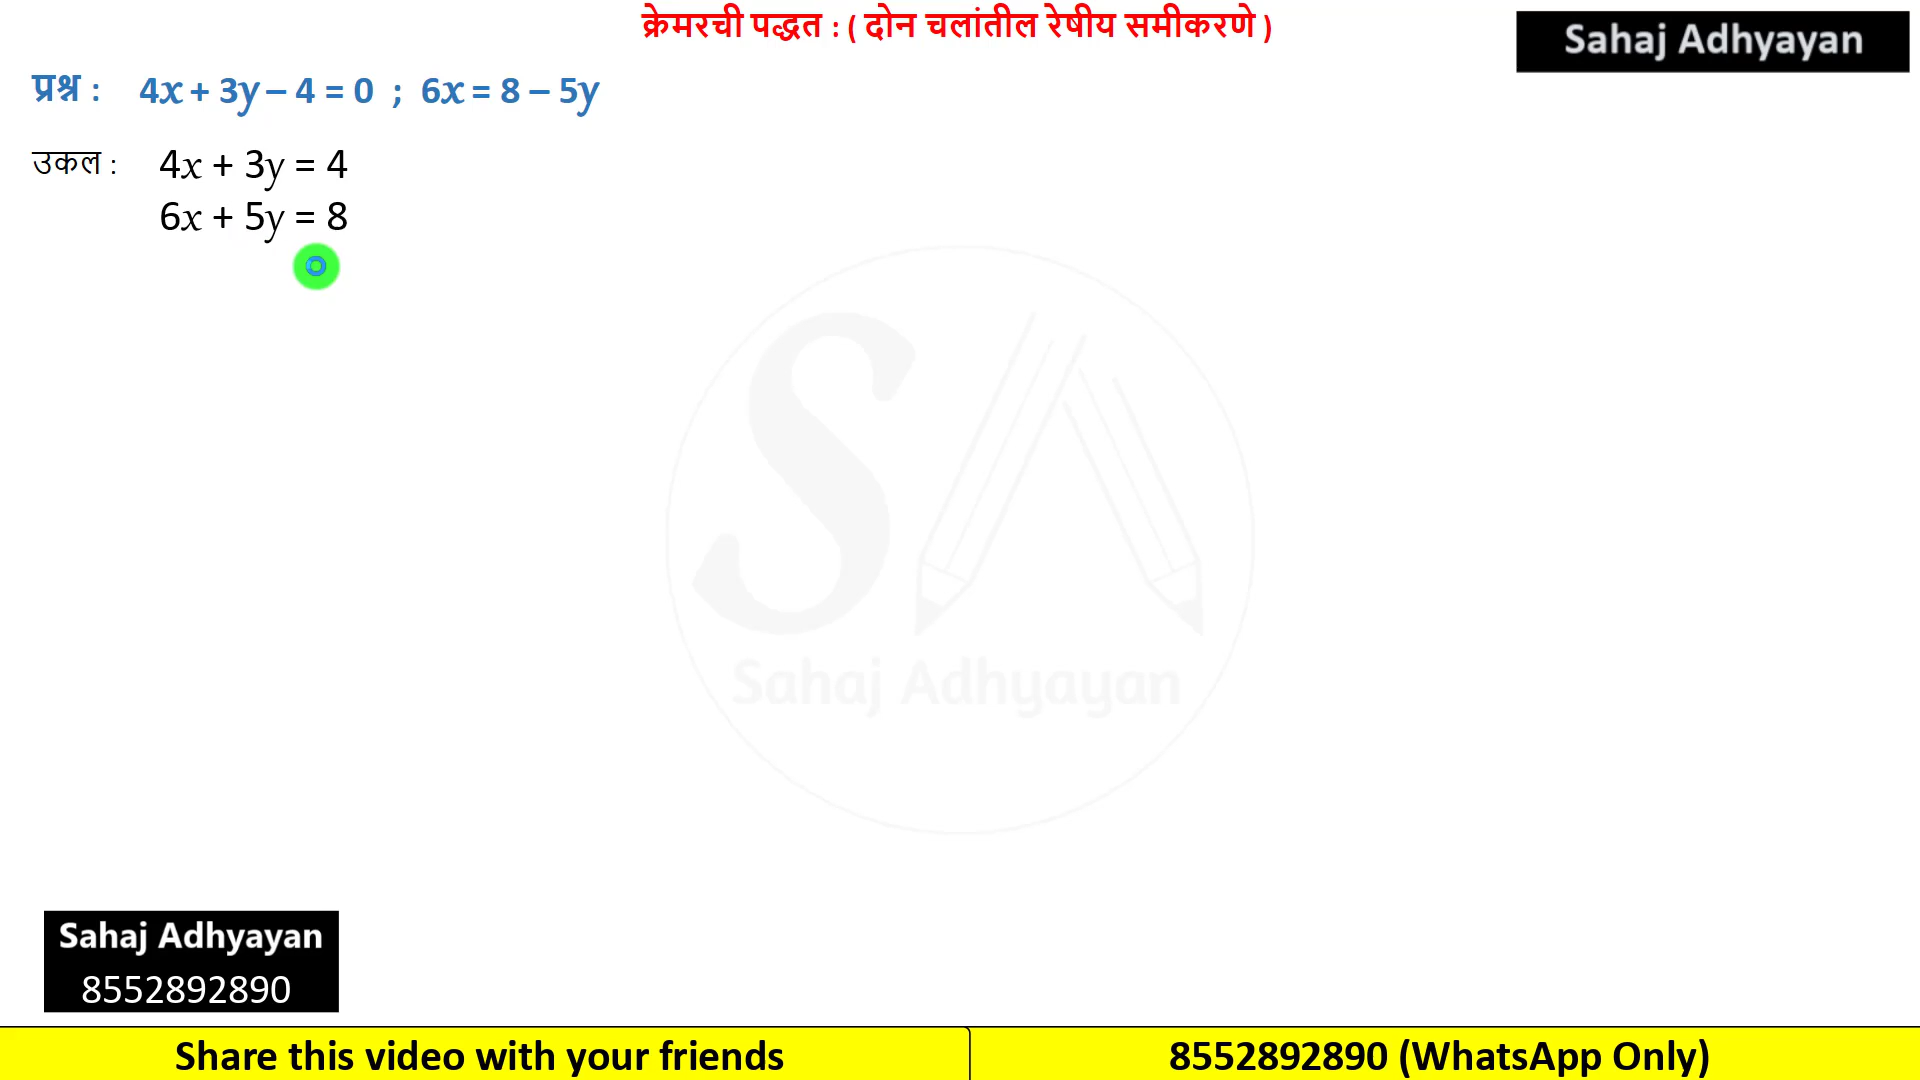 क्रेमरची पद्धत : ( दोन चलांतील रेषीय समीकरणे )
Sahaj Adhyayan
प्रश्न : 4x + 3y – 4 = 0 ; 6x = 8 – 5y
उकल : 4x + 3y = 4
6x + 5y = 8
Sahaj Adhyayan
Sahaj Adhyayan
8552892890
Share this video with your friends
8552892890 (WhatsApp Only)